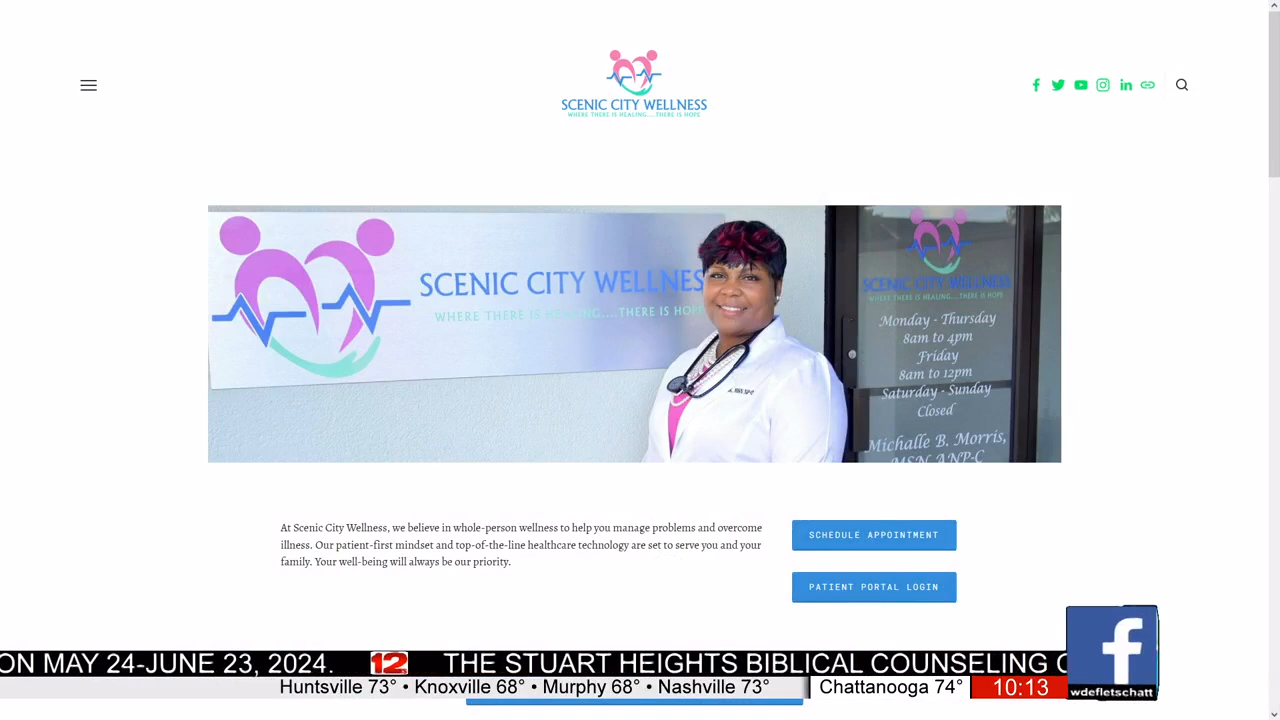 SCENIC CITY WELLNESS
WHERE THERE IS HEALING....THERE IS HOPE
SCENIC CITY WELLNES
WHERE THERE IS HEALING....THERE IS HOPE
SCENIC CITY WELLNESS
WHERE THERE IS HEALING....THERE IS HOPE
Monday - Thursday
8am to 4pm
Friday
8am to 12pm
Saturday - Sunday
Closed
Michalle B. Morris,
MSN, ANP-C
At Scenic City Wellness, we believe in whole-person wellness to help you manage problems and overcome
illness. Our patient-first mindset and top-of-the-line healthcare technology are set to serve you and your
family. Your well-being will always be our priority.
SCHEDULE APPOINTMENT
PATIENT PORTAL LOGIN
ON MAY 24-JUNE 23, 2024. 12 THE STUART HEIGHTS BIBLICAL COUNSELING
Huntsville 73° • Knoxville 68° • Murphy 68° • Nashville 73° Chattanooga 74° 10:13
wdefletschatt